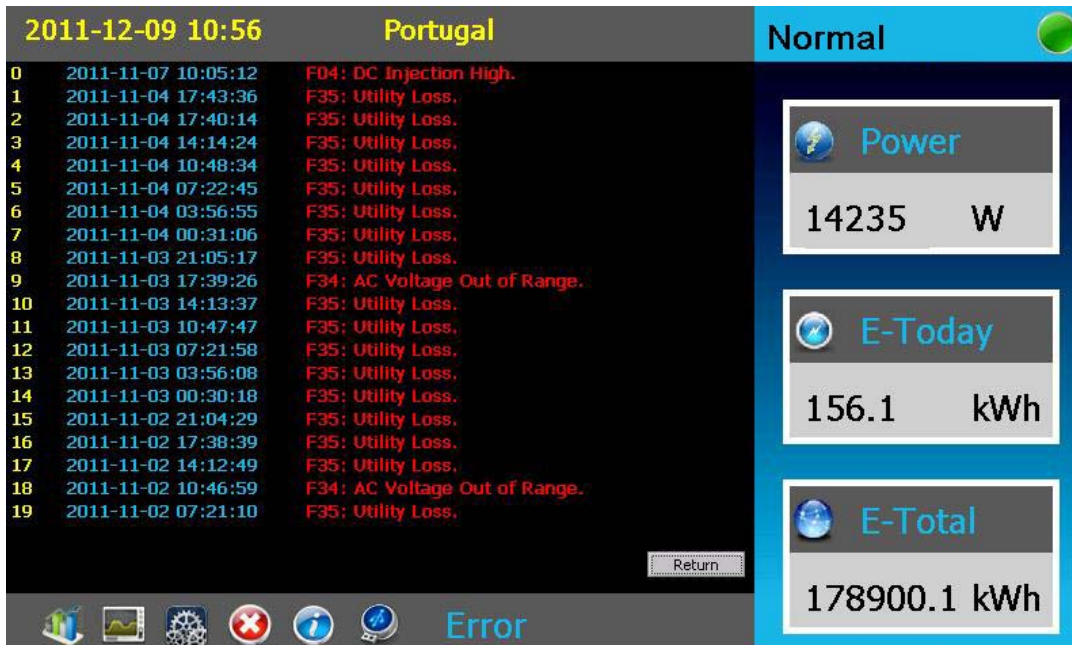 2011-12-09 10:56 Portugal Normal
0 2011-11-07 10:05:12 F04: DC Injection High.
1 2011-11-04 17:43:36 F35: Utility Loss.
2 2011-11-04 17:40:14 F35: Utility Loss.
3 2011-11-04 14:14:24 F35: Utility Loss.
4 2011-11-04 10:48:34 F35: Utility Loss.
5 2011-11-04 07:22:45 F35: Utility Loss.
6 2011-11-04 03:56:55 F35: Utility Loss.
7 2011-11-04 00:31:06 F35: Utility Loss.
8 2011-11-03 21:05:17 F35: Utility Loss.
9 2011-11-03 17:39:26 F34: AC Voltage Out of Range.
10 2011-11-03 14:13:37 F35: Utility Loss.
11 2011-11-03 10:47:47 F35: Utility Loss.
12 2011-11-03 07:21:58 F35: Utility Loss.
13 2011-11-03 03:56:08 F35: Utility Loss.
14 2011-11-03 00:30:18 F35: Utility Loss.
15 2011-11-02 21:04:29 F35: Utility Loss.
16 2011-11-02 17:38:39 F35: Utility Loss.
17 2011-11-02 14:12:49 F35: Utility Loss.
18 2011-11-02 10:46:59 F34: AC Voltage Out of Range.
19 2011-11-02 07:21:10 F35: Utility Loss.
Return
Error
Power
14235 W
E-Today
156.1 kWh
E-Total
178900.1 kWh